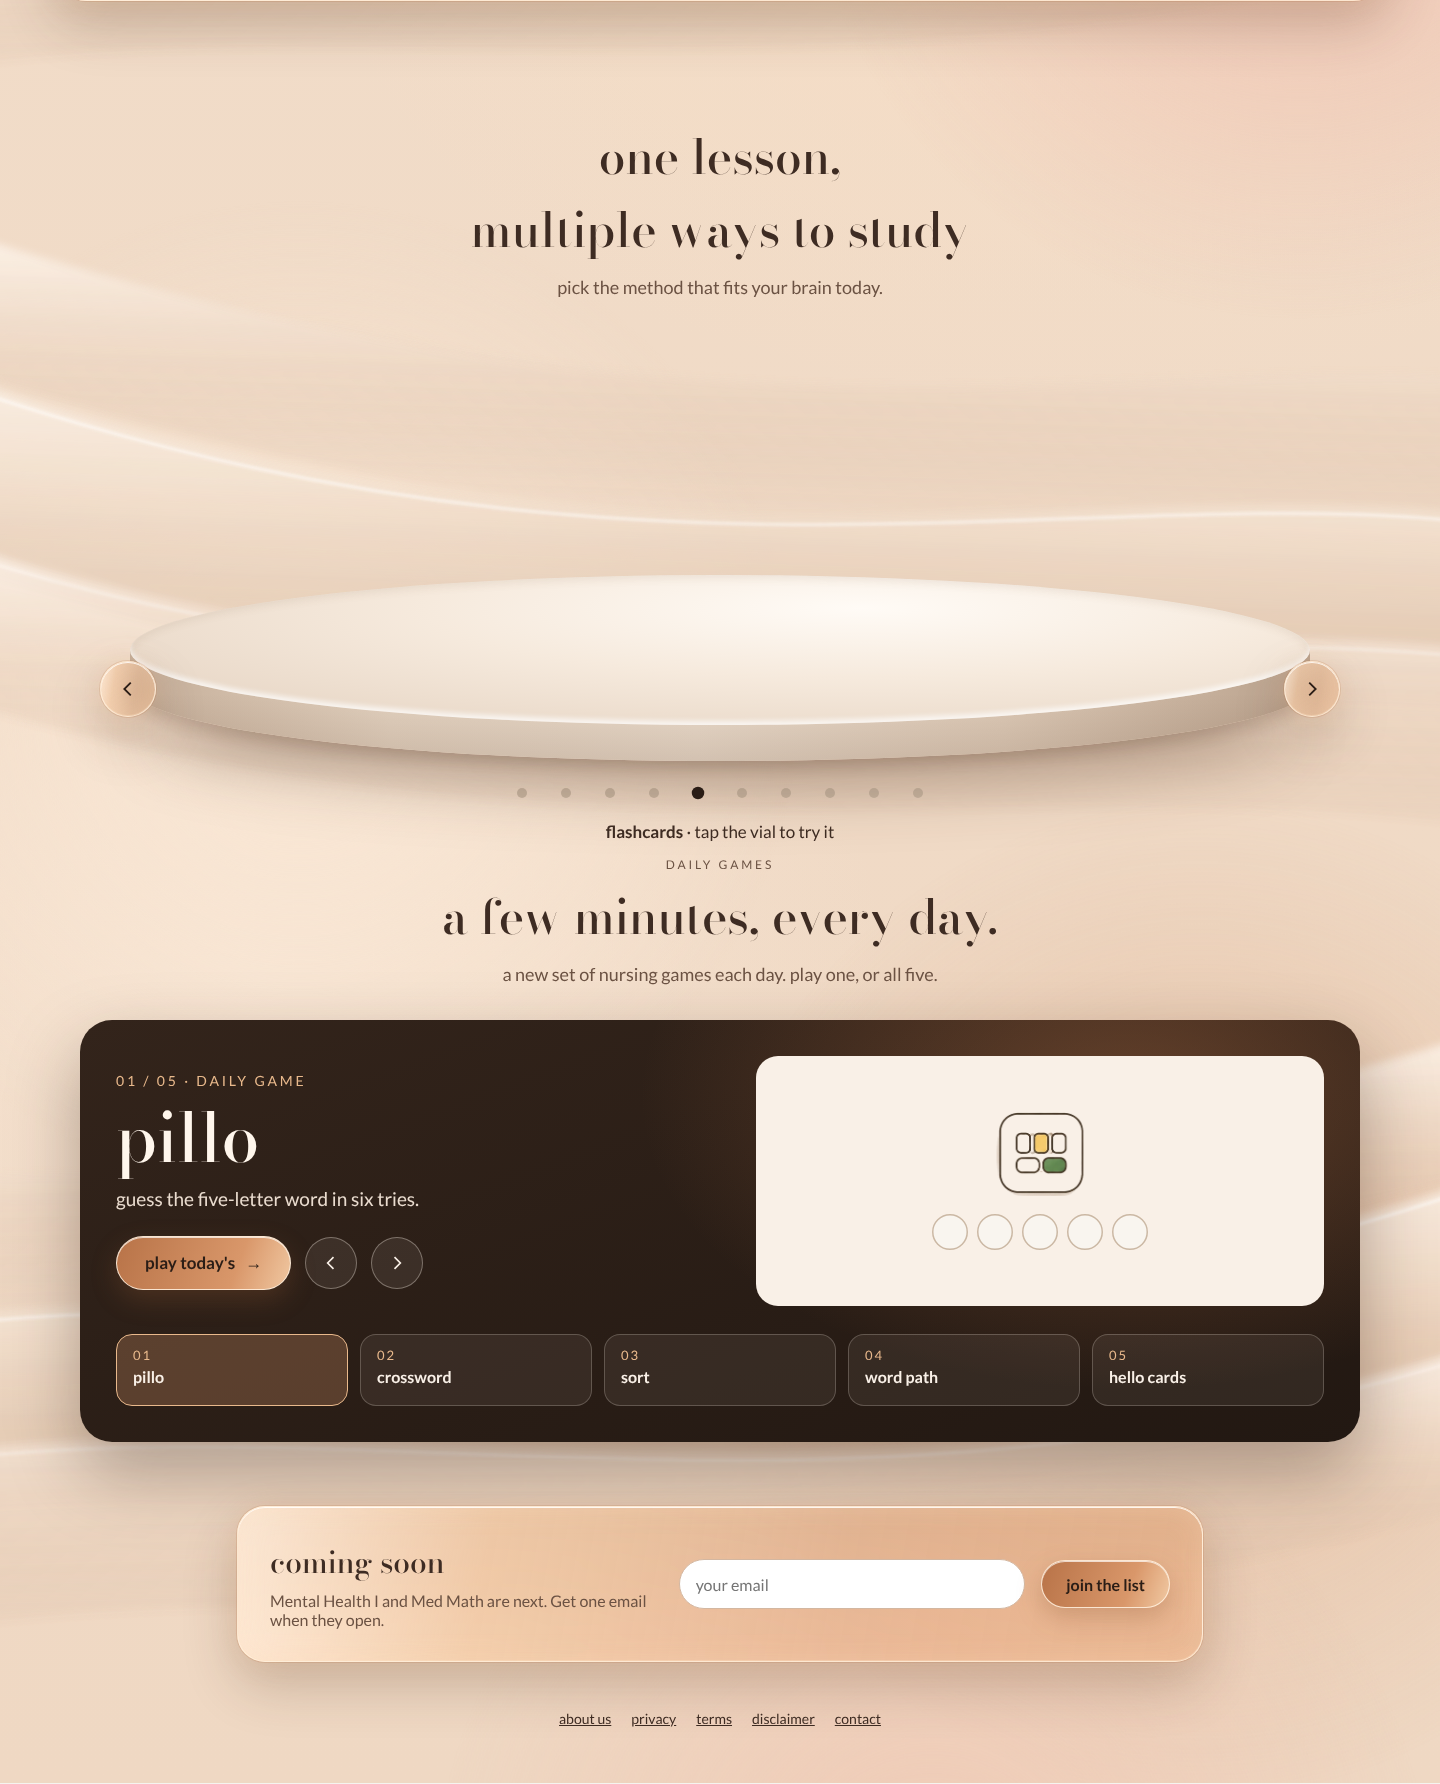 one lesson,
multiple ways to study
pick the method that fits your brain today.
flashcards · tap the vial to try it
DAILY GAMES
a few minutes, every day.
a new set of nursing games each day. play one, or all five.
01 / 05 · DAILY GAME
pillo
guess the five-letter word in six tries.
play today's →
01
pillo
02
crossword
03
sort
04
word path
05
hello cards
coming soon
Mental Health I and Med Math are next. Get one email
when they open.
your email
join the list
about us privacy terms disclaimer contact